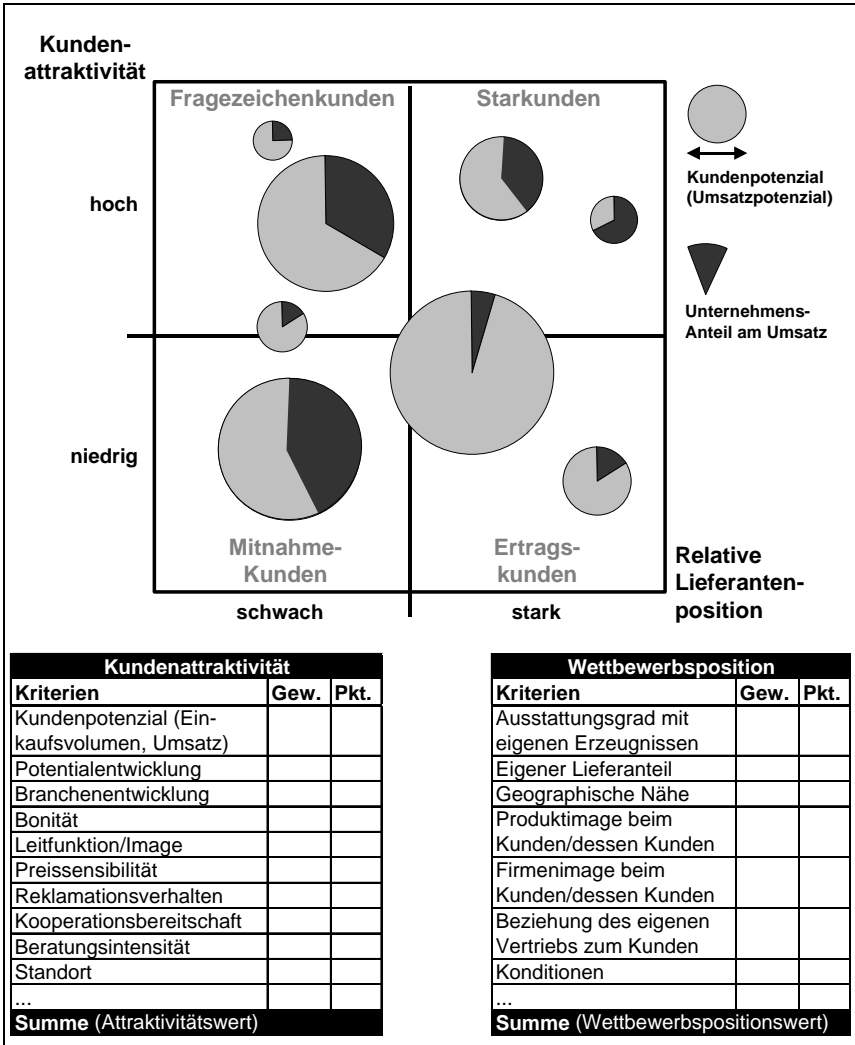 Kunden-
attraktivität
Fragezeichenkunden
Starkunden
hoch
Kundenpotenzial
(Umsatzpotenzial)
Unternehmens-
Anteil am Umsatz
niedrig
Mitnahme-
Kunden
Ertrags-
kunden
Relative
Lieferanten-
position
schwach
stark
Kundenattraktivität
Kriterien Gew. Pkt.
Kundenpotenzial (Ein-
kaufsvolumen, Umsatz)
Potentialentwicklung
Branchenentwicklung
Bonität
Leitfunktion/Image
Preissensibilität
Reklamationsverhalten
Kooperationsbereitschaft
Beratungsintensität
Standort
...
Summe (Attraktivitätswert)
Wettbewerbsposition
Kriterien Gew. Pkt.
Ausstattungsgrad mit
eigenen Erzeugnissen
Eigener Lieferanteil
Geographische Nähe
Produktimage beim
Kunden/dessen Kunden
Firmenimage beim
Kunden/dessen Kunden
Beziehung des eigenen
Vertriebs zum Kunden
Konditionen
...
Summe (Wettbewerbspositionswert)